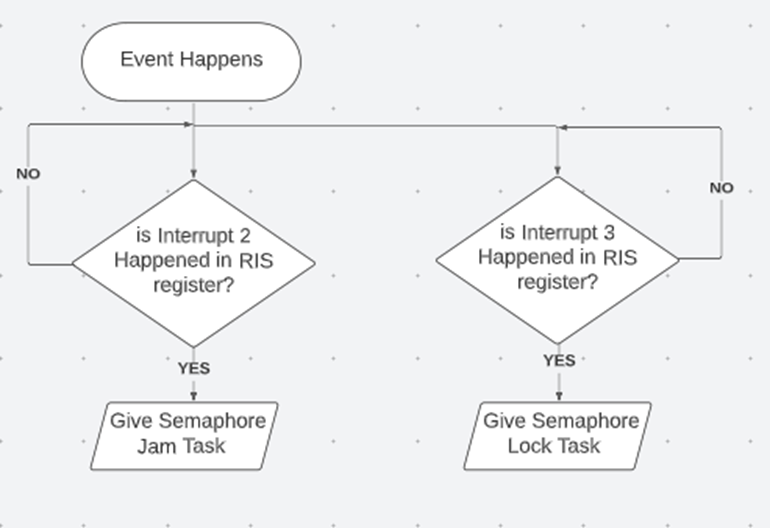 Event Happens
NO
is Interrupt 2
Happened in RIS
register?
YES
Give Semaphore
Jam Task
is Interrupt 3
Happened in RIS
register?
NO
YES
Give Semaphore
Lock Task